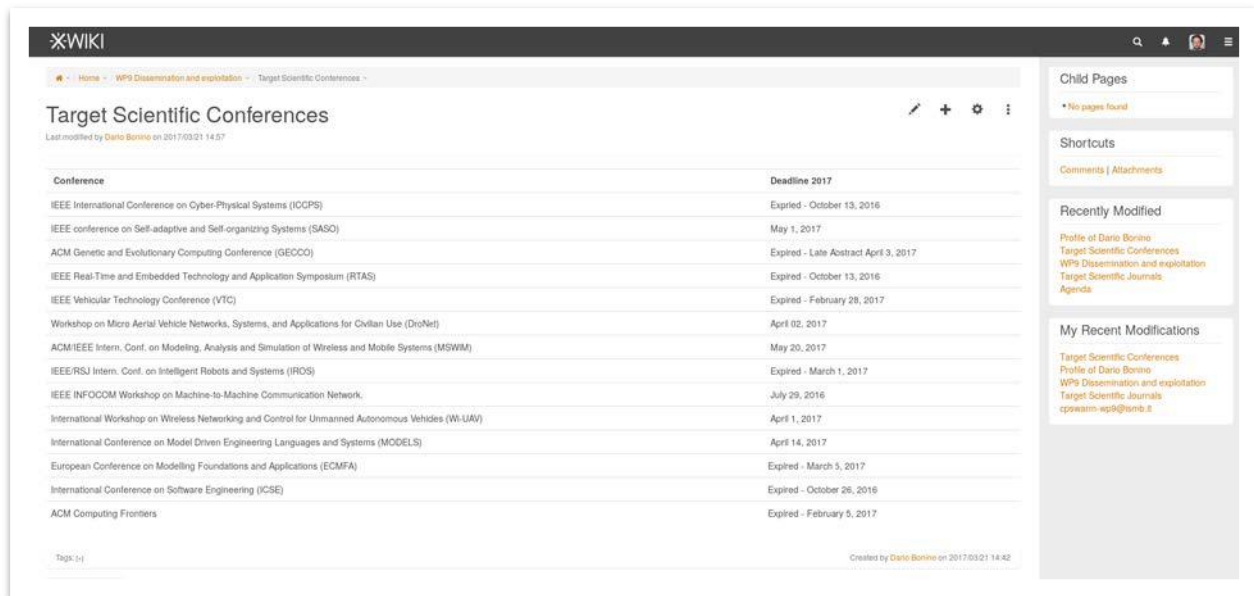 XWIKI
Home WP9 Dissemination and exploitation Target Scientific Conferences
Target Scientific Conferences
Last modified by Dario Bonino on 2017/03/21 14:57
Conference Deadline 2017
IEEE International Conference on Cyber-Physical Systems (ICCPS) Expried - October 13, 2016
IEEE conference on Self-adaptive and Self-organizing Systems (SASO) May 1, 2017
ACM Genetic and Evolutionary Computing Conference (GECCO) Expired - Late Abstract April 3, 2017
IEEE Real-Time and Embedded Technology and Application Symposium (RTAS) Expired - October 13, 2016
IEEE Vehicular Technology Conference (VTC) Expired - February 28, 2017
Workshop on Micro Aerial Vehicle Networks, Systems, and Applications for Civilian Use (DroNet) April 02, 2017
ACM/IEEE Intern. Conf. on Modeling, Analysis and Simulation of Wireless and Mobile Systems (MSWiM) May 20, 2017
IEEE/RSJ Intern. Conf. on Intelligent Robots and Systems (IROS) Expired - March 1, 2017
IEEE INFOCOM Workshop on Machine-to-Machine Communication Network. July 29, 2016
International Workshop on Wireless Networking and Control for Unmanned Autonomous Vehicles (Wi-UAV) April 1, 2017
International Conference on Model Driven Engineering Languages and Systems (MODELS) April 14, 2017
European Conference on Modelling Foundations and Applications (ECMFA) Expired - March 5, 2017
International Conference on Software Engineering (ICSE) Expired - October 26, 2016
ACM Computing Frontiers Expired - February 5, 2017
Tags: [+] Created by Dario Bonino on 2017/03/21 14:42
Child Pages
No pages found
Shortcuts
Comments | Attachments
Recently Modified
Profile of Dario Bonino
Target Scientific Conferences
WP9 Dissemination and exploitation
Target Scientific Journals
Agenda
My Recent Modifications
Target Scientific Conferences
Profile of Dario Bonino
WP9 Dissemination and exploitation
Target Scientific Journals
cpswarm-wp9@ismb.it